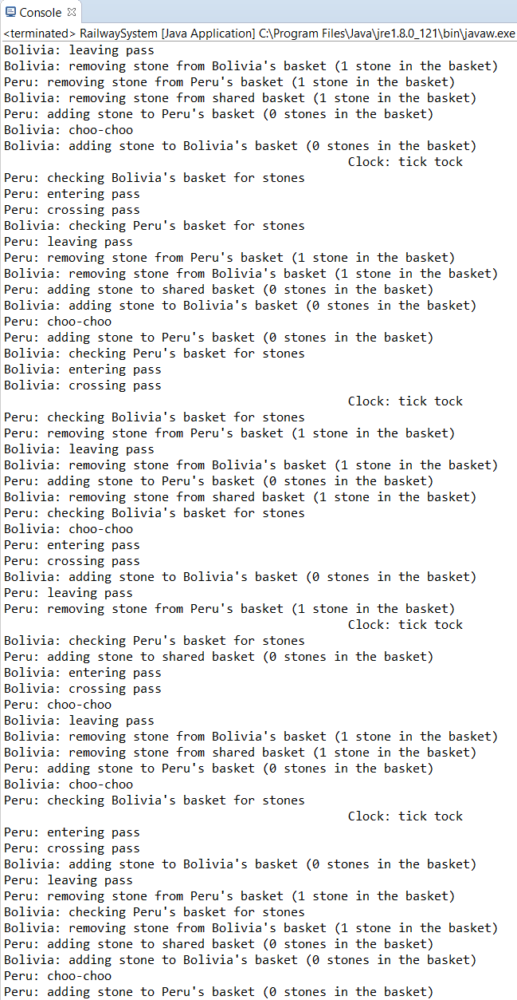 Console
<terminated> RailwaySystem [Java Application] C:\Program Files\Java\jre1.8.0_121\bin\javaw.exe
Bolivia: leaving pass
Bolivia: removing stone from Bolivia's basket (1 stone in the basket)
Peru: removing stone from Peru's basket (1 stone in the basket)
Bolivia: removing stone from shared basket (1 stone in the basket)
Peru: adding stone to Peru's basket (0 stones in the basket)
Bolivia: choo-choo
Bolivia: adding stone to Bolivia's basket (0 stones in the basket)
Clock: tick tock
Peru: checking Bolivia's basket for stones
Peru: entering pass
Peru: crossing pass
Bolivia: checking Peru's basket for stones
Peru: leaving pass
Peru: removing stone from Peru's basket (1 stone in the basket)
Bolivia: removing stone from Bolivia's basket (1 stone in the basket)
Peru: adding stone to shared basket (0 stones in the basket)
Bolivia: adding stone to Bolivia's basket (0 stones in the basket)
Peru: choo-choo
Peru: adding stone to Peru's basket (0 stones in the basket)
Bolivia: checking Peru's basket for stones
Bolivia: entering pass
Bolivia: crossing pass
Clock: tick tock
Peru: checking Bolivia's basket for stones
Peru: removing stone from Peru's basket (1 stone in the basket)
Bolivia: leaving pass
Bolivia: removing stone from Bolivia's basket (1 stone in the basket)
Peru: adding stone to Peru's basket (0 stones in the basket)
Bolivia: removing stone from shared basket (1 stone in the basket)
Peru: checking Bolivia's basket for stones
Bolivia: choo-choo
Peru: entering pass
Peru: crossing pass
Bolivia: adding stone to Bolivia's basket (0 stones in the basket)
Peru: leaving pass
Peru: removing stone from Peru's basket (1 stone in the basket)
Clock: tick tock
Bolivia: checking Peru's basket for stones
Peru: adding stone to shared basket (0 stones in the basket)
Bolivia: entering pass
Bolivia: crossing pass
Peru: choo-choo
Bolivia: leaving pass
Bolivia: removing stone from Bolivia's basket (1 stone in the basket)
Bolivia: removing stone from shared basket (1 stone in the basket)
Peru: adding stone to Peru's basket (0 stones in the basket)
Bolivia: choo-choo
Peru: checking Bolivia's basket for stones
Clock: tick tock
Peru: entering pass
Peru: crossing pass
Bolivia: adding stone to Bolivia's basket (0 stones in the basket)
Peru: leaving pass
Peru: removing stone from Peru's basket (1 stone in the basket)
Bolivia: checking Peru's basket for stones
Bolivia: removing stone from Bolivia's basket (1 stone in the basket)
Peru: adding stone to shared basket (0 stones in the basket)
Bolivia: adding stone to Bolivia's basket (0 stones in the basket)
Peru: choo-choo
Peru: adding stone to Peru's basket (0 stones in the basket)